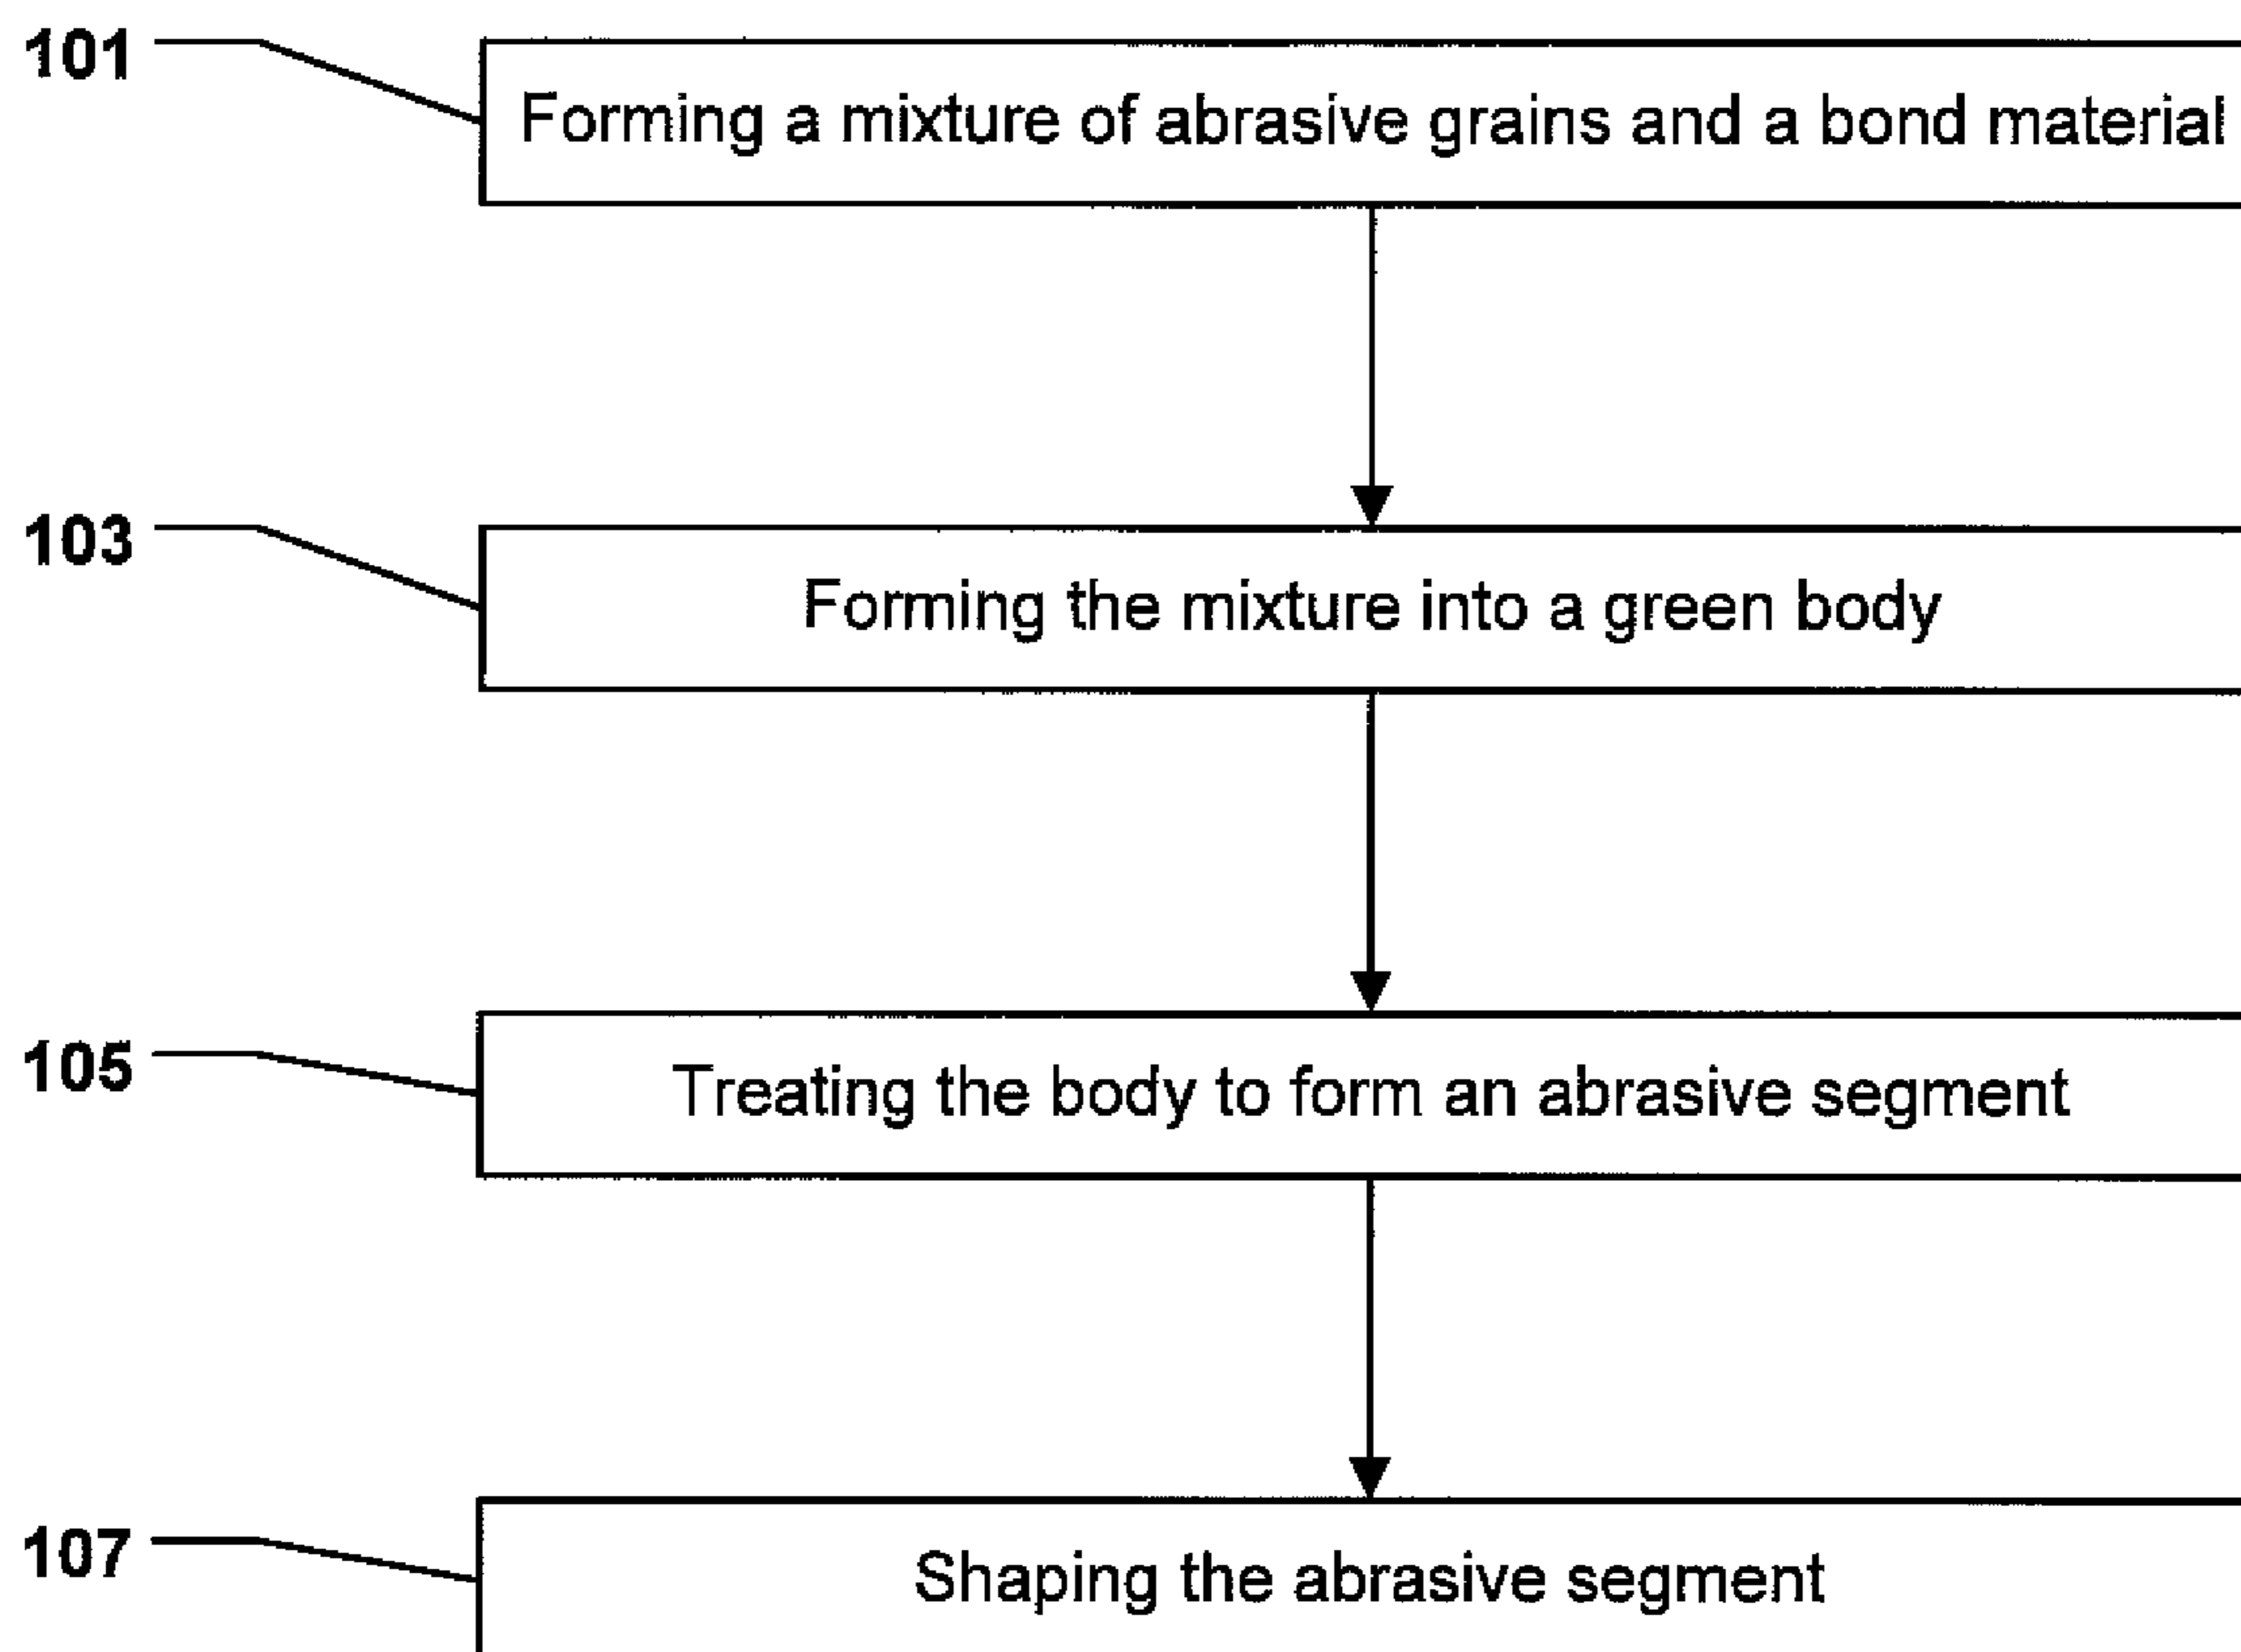 101
Forming a mixture of abrasive grains and a bond material
103
Forming the mixture into a green body
105
Treating the body to form an abrasive segment
107
Shaping the abrasive segment